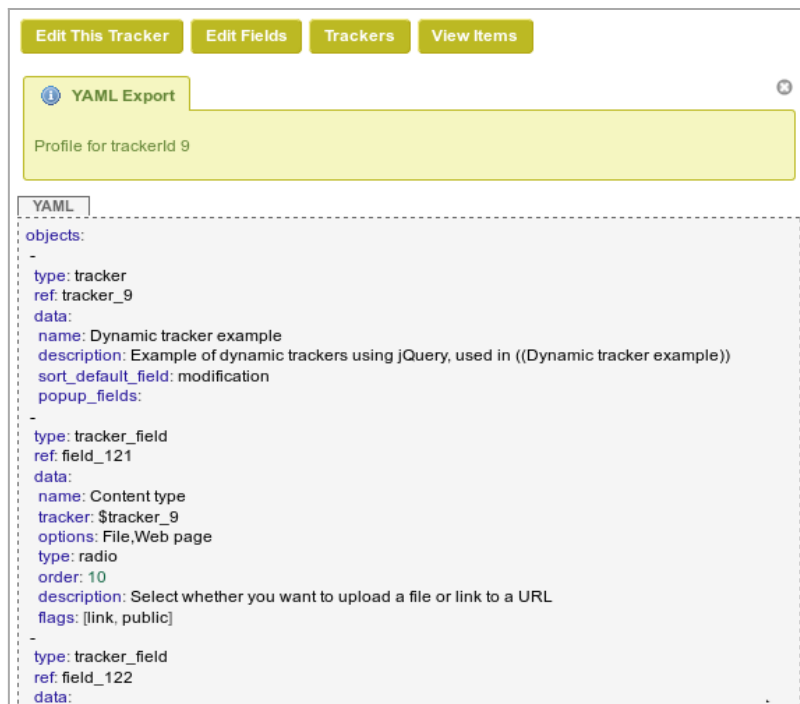 Edit This Tracker Edit Fields Trackers View Items
YAML Export
Profile for trackerId 9
YAML
objects:
-
type: tracker
ref: tracker_9
data:
name: Dynamic tracker example
description: Example of dynamic trackers using jQuery, used in ((Dynamic tracker example))
sort_default_field: modification
popup_fields:
-
type: tracker_field
ref: field_121
data:
name: Content type
tracker: $tracker_9
options: File,Web page
type: radio
order: 10
description: Select whether you want to upload a file or link to a URL
flags: [link, public]
-
type: tracker_field
ref: field_122
data: